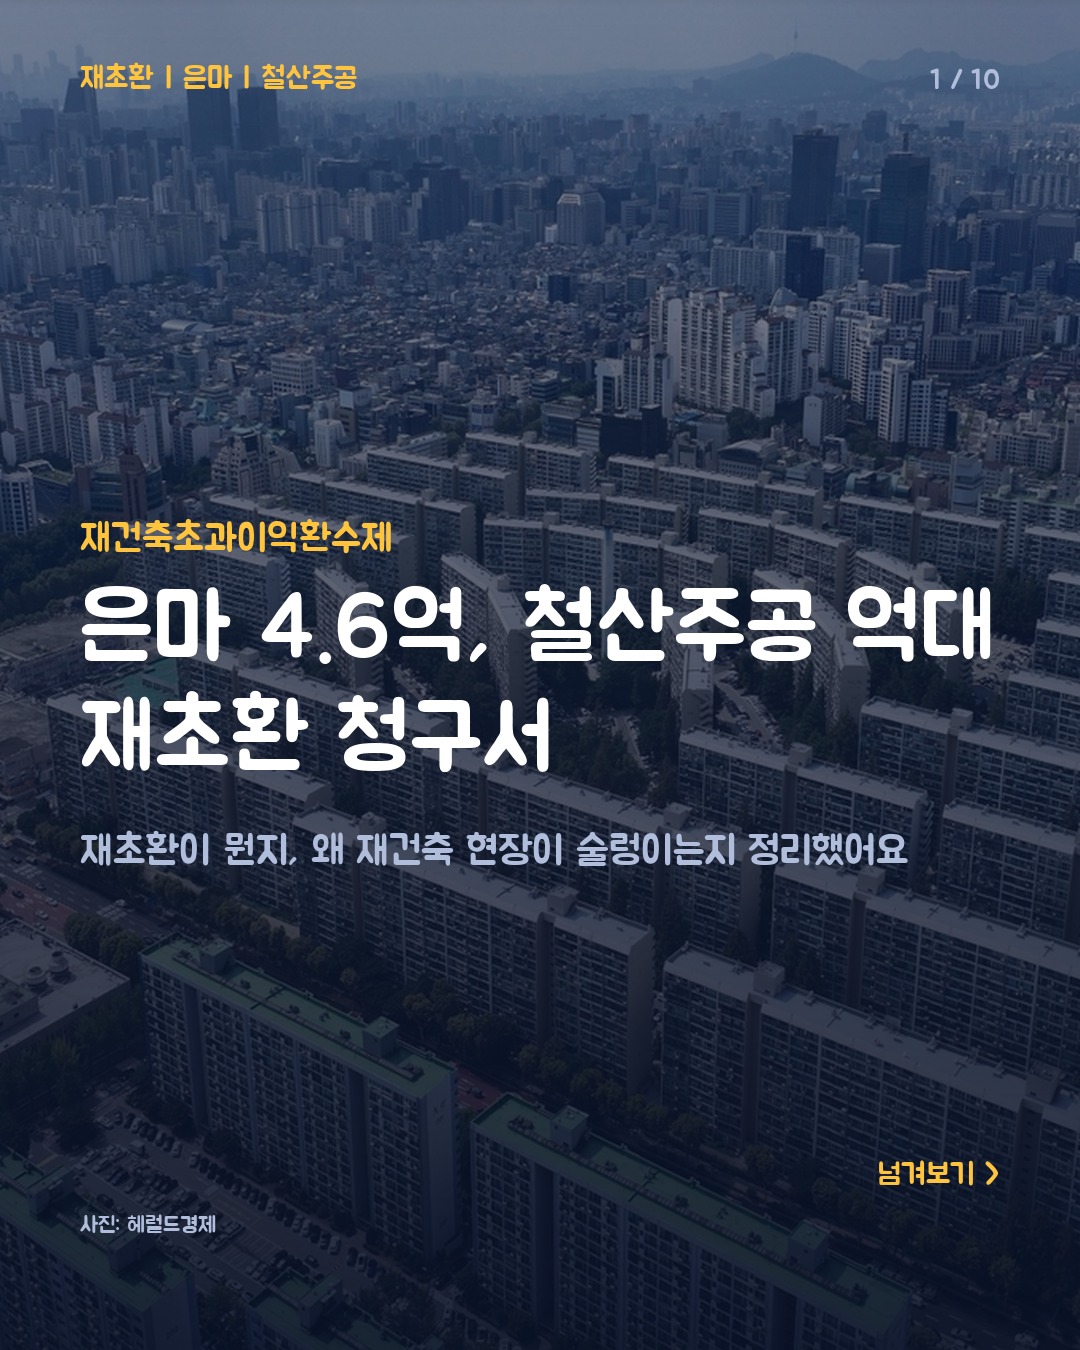 재초환 | 은마 | 철산주공
1 / 10
재건축초과이익환수제
은마 4.6억, 철산주공 억대
재초환 청구서
재초환이 뭔지, 왜 재건축 현장이 술렁이는지 정리했어요
넘겨보기 >
사진: 헤럴드경제